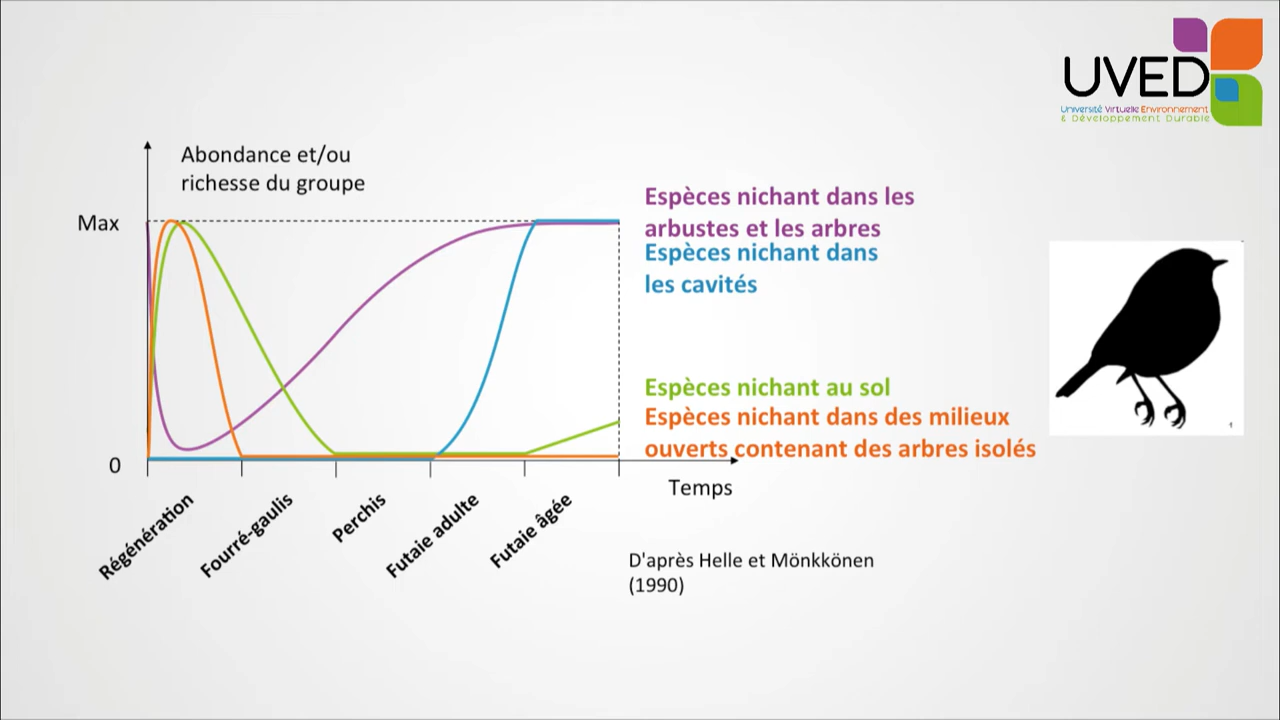 UVED
Université Virtuelle Environnement
& Développement Durable
Abondance et/ou
richesse du groupe
Max
0
Espèces nichant dans les
arbustes et les arbres
Espèces nichant dans
les cavités
Espèces nichant au sol
Espèces nichant dans des milieux
ouverts contenant des arbres isolés
Temps
Régénération
Fourré-gaulis
Perchis
Futaie adulte
Futaie âgée
D'après Helle et Mönkkönen
(1990)